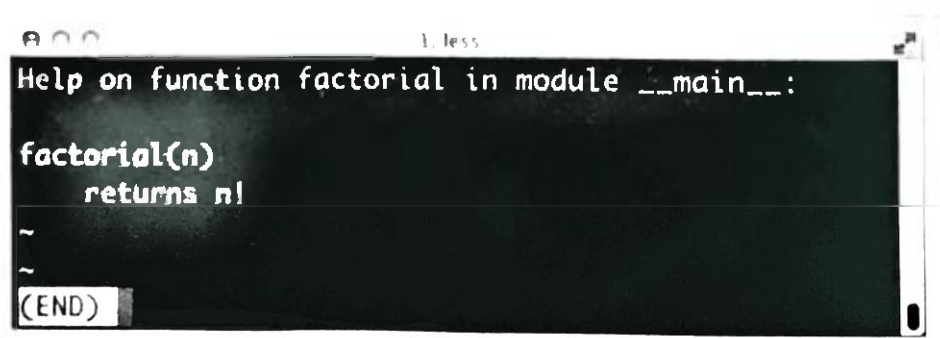 1. less
Help on function factorial in module __main__:
factorial(n)
returns n!
~
~
(END)